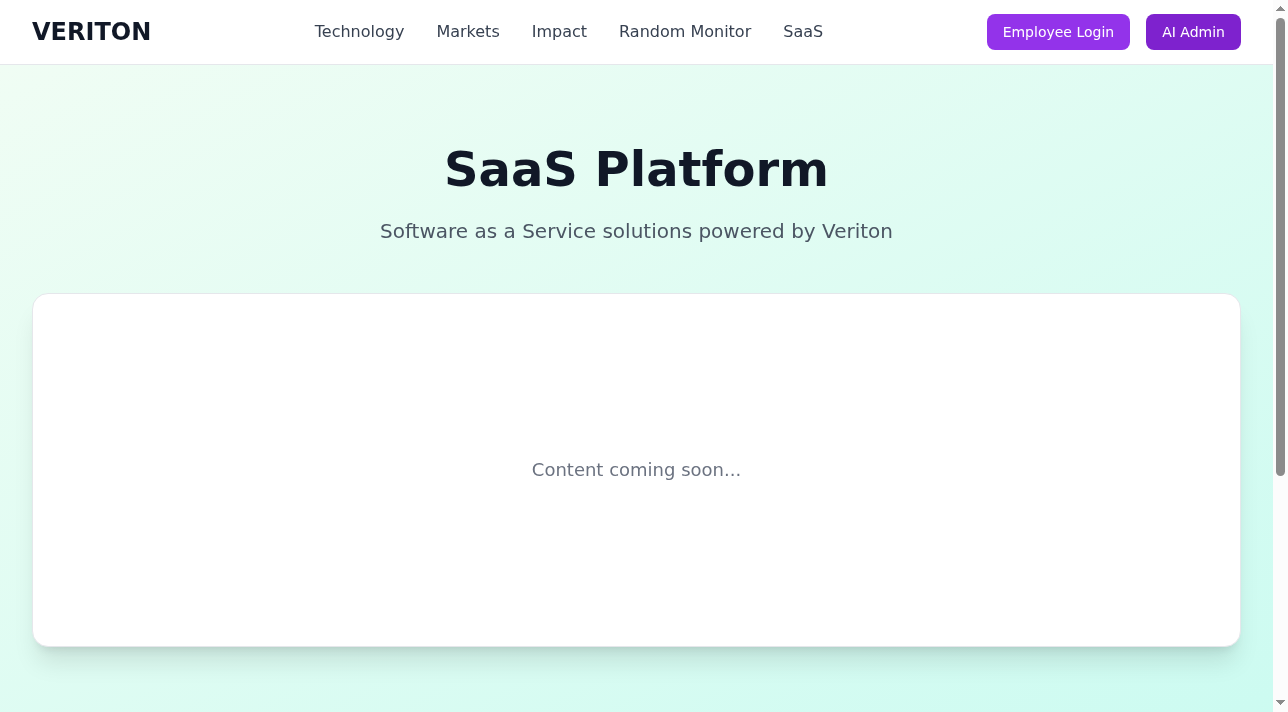 VERITON
Technology
Markets
Impact
Random Monitor
SaaS
Employee Login
AI Admin
SaaS Platform
Software as a Service solutions powered by Veriton
Content coming soon...